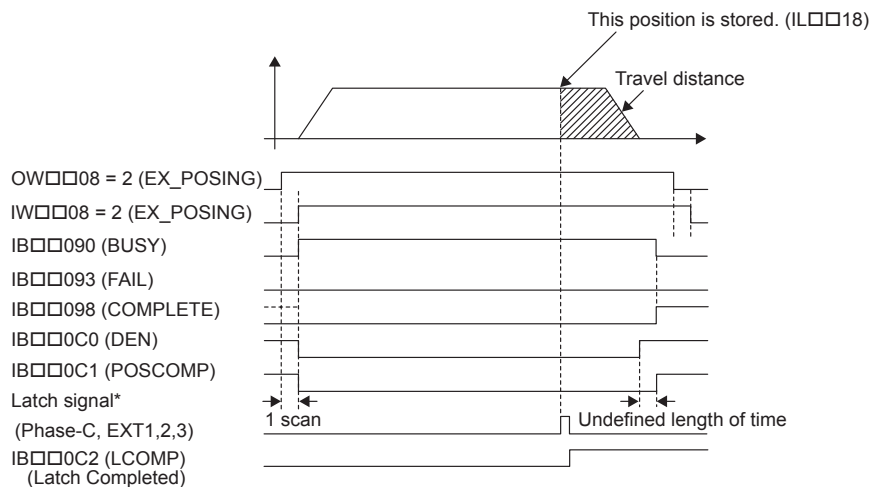 This position is stored. (IL□□18)
Travel distance
OW□□08 = 2 (EX_POSING)
IW□□08 = 2 (EX_POSING)
IB□□090 (BUSY)
IB□□093 (FAIL)
IB□□098 (COMPLETE)
IB□□0C0 (DEN)
IB□□0C1 (POSCOMP)
Latch signal*
1 scan
Undefined length of time
(Phase-C, EXT1,2,3)
IB□□0C2 (LCOMP)
(Latch Completed)